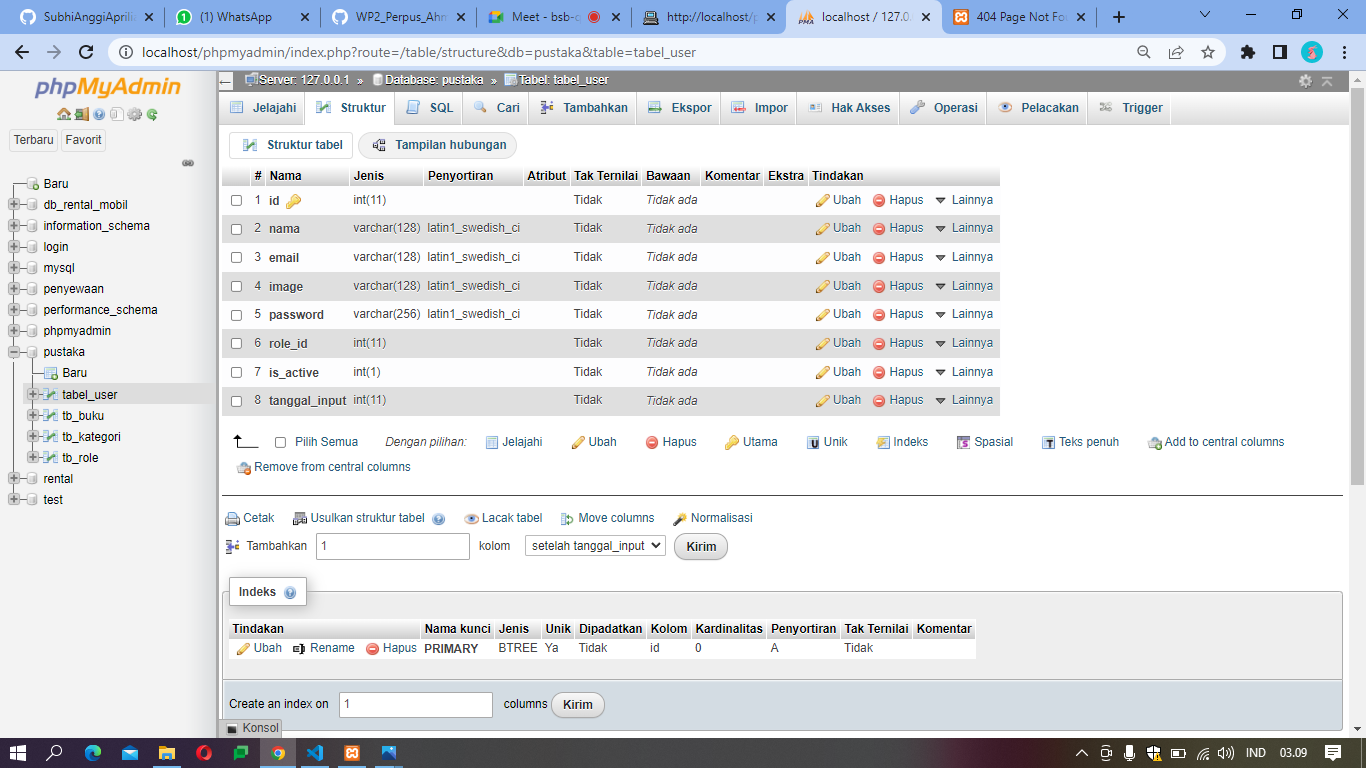 SubhiAnggiAprilia
(1) WhatsApp
WP2_Perpus_Ahm
Meet - bsb-c
http://localhost/p
localhost / 127.0.
404 Page Not Fo
localhost/phpmyadmin/index.php?route=/table/structure&db=pustaka&table=tabel_user
phpMyAdmin
Terbaru Favorit
Baru
db_rental_mobil
information_schema
login
mysql
penyewaan
performance_schema
phpmyadmin
pustaka
Baru
tabel_user
tb_buku
tb_kategori
tb_role
rental
test
Server: 127.0.0.1 » Database: pustaka » Tabel: tabel_user
Jelajahi Struktur SQL Cari Tambahkan Ekspor Impor Hak Akses Operasi Pelacakan Trigger
Struktur tabel Tampilan hubungan
# Nama Jenis Penyortiran Atribut Tak Ternilai Bawaan Komentar Ekstra Tindakan
1 id int(11) Tidak Tidak ada Ubah Hapus Lainnya
2 nama varchar(128) latin1_swedish_ci Tidak Tidak ada Ubah Hapus Lainnya
3 email varchar(128) latin1_swedish_ci Tidak Tidak ada Ubah Hapus Lainnya
4 image varchar(128) latin1_swedish_ci Tidak Tidak ada Ubah Hapus Lainnya
5 password varchar(256) latin1_swedish_ci Tidak Tidak ada Ubah Hapus Lainnya
6 role_id int(11) Tidak Tidak ada Ubah Hapus Lainnya
7 is_active int(1) Tidak Tidak ada Ubah Hapus Lainnya
8 tanggal_input int(11) Tidak Tidak ada Ubah Hapus Lainnya
Pilih Semua Dengan pilihan: Jelajahi Ubah Hapus Utama Unik Indeks Spasial Teks penuh Add to central columns
Remove from central columns
Cetak Usulkan struktur tabel Lacak tabel Move columns Normalisasi
Tambahkan 1 kolom setelah tanggal_input Kirim
Indeks
Tindakan Nama kunci Jenis Unik Dipadatkan Kolom Kardinalitas Penyortiran Tak Ternilai Komentar
Ubah Rename Hapus PRIMARY BTREE Ya Tidak id 0 A Tidak
Create an index on 1 columns Kirim
Konsol
IND 03.09